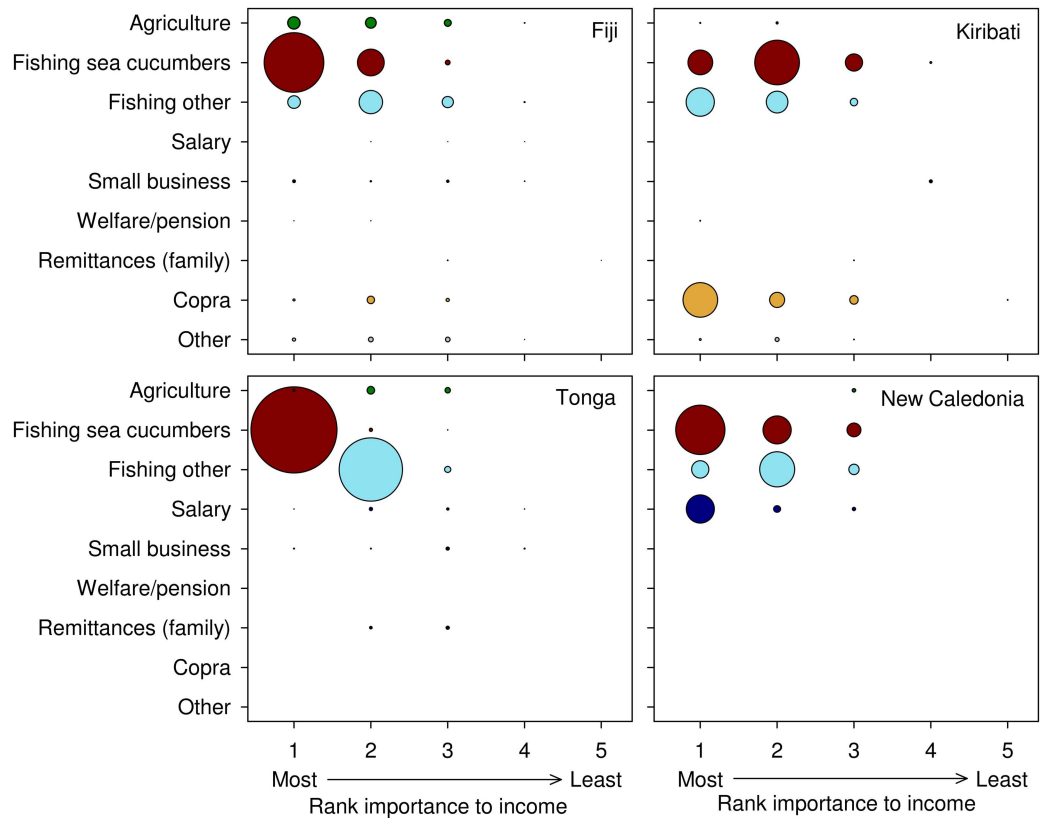 Agriculture
Fishing sea cucumbers
Fishing other
Salary
Small business
Welfare/pension
Remittances (family)
Copra
Other
Fiji
Kiribati
Agriculture
Fishing sea cucumbers
Fishing other
Salary
Small business
Welfare/pension
Remittances (family)
Copra
Other
Tonga
New Caledonia
1 2 3 4 5
Most Least
Rank importance to income
1 2 3 4 5
Most Least
Rank importance to income